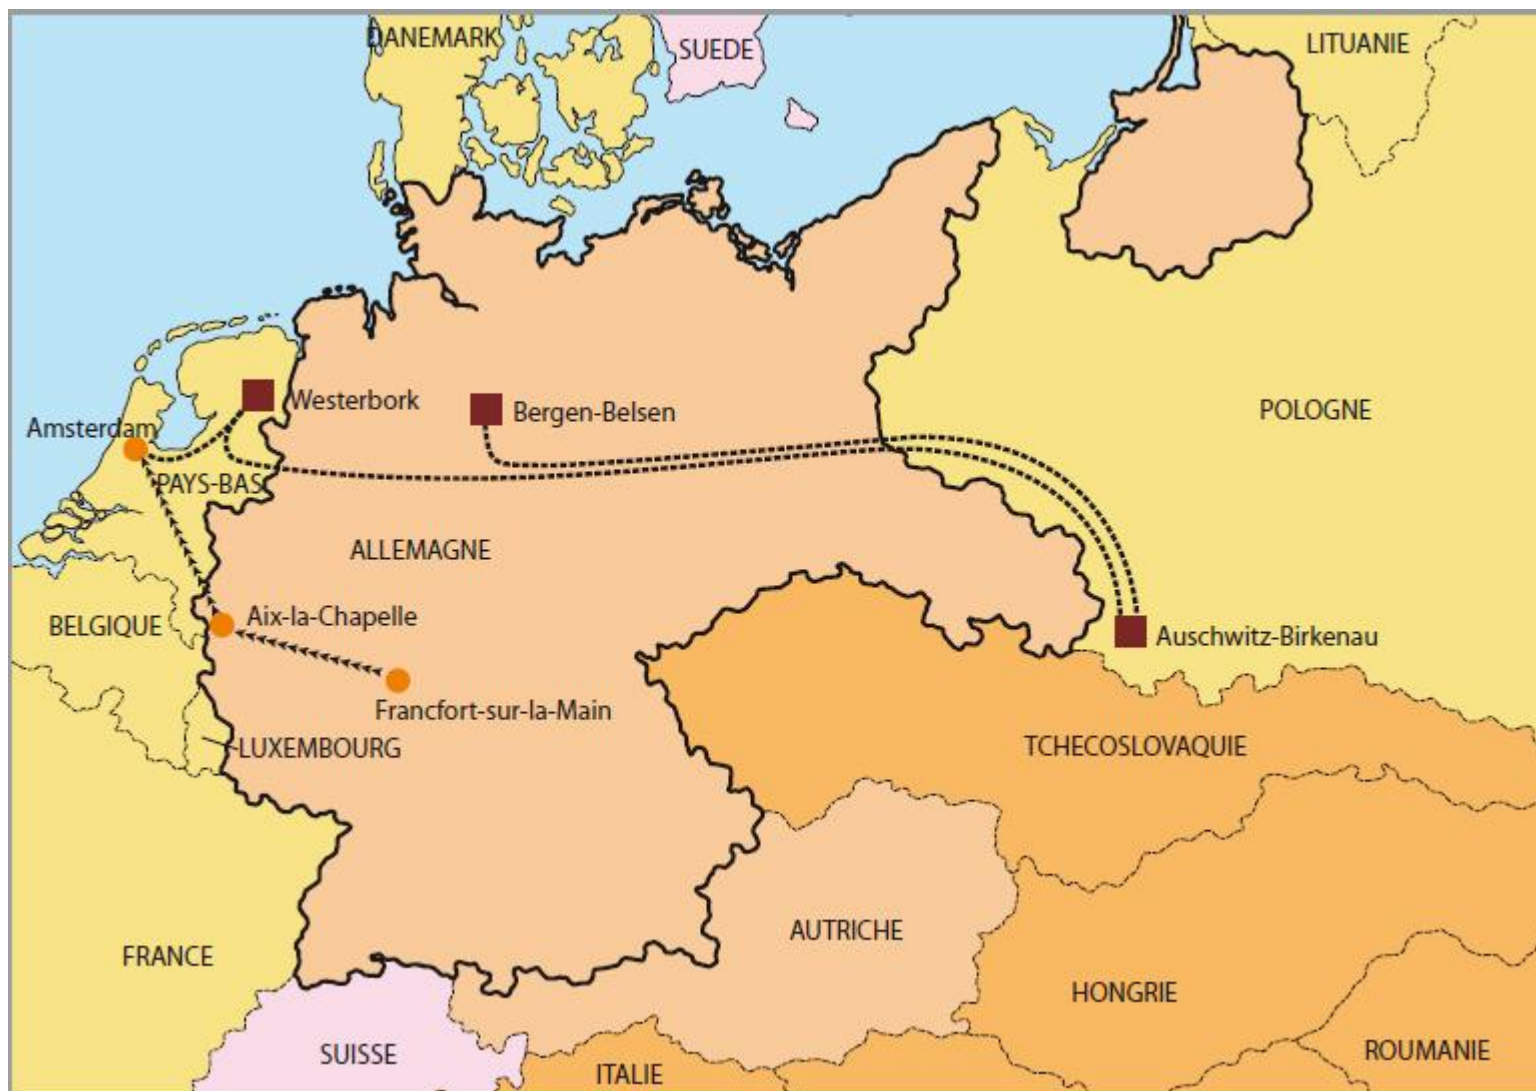 DANEMARK
SUEDE
LITUANIE
Westerbork
Bergen-Belsen
POLOGNE
Amsterdam
PAYS-BAS
ALLEMAGNE
BELGIQUE
Aix-la-Chapelle
Auschwitz-Birkenau
Francfort-sur-la-Main
LUXEMBOURG
TCHECOSLOVAQUIE
AUTRICHE
FRANCE
HONGRIE
SUISSE
ROUMANIE
ITALIE